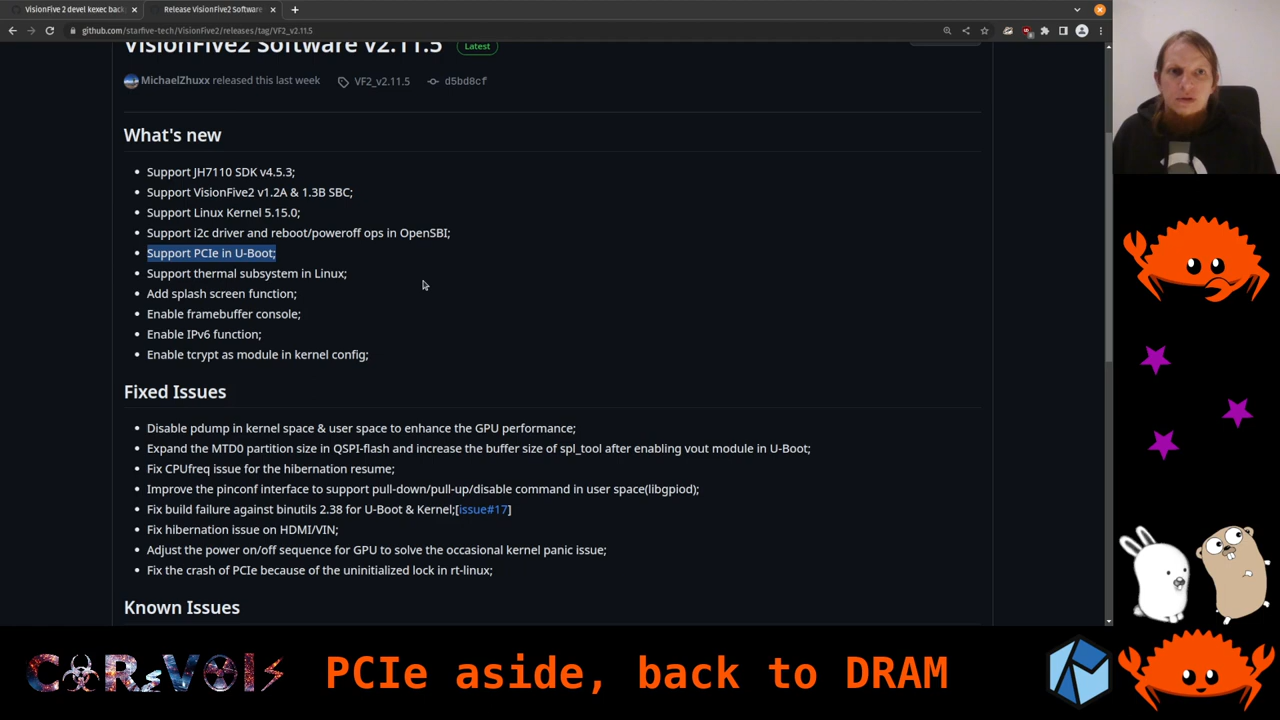 VisionFive 2 devel kexec back
Release VisionFive2 Software
github.com/starfive-tech/VisionFive2/releases/tag/VF2_v2.11.5
VisionFive2 Software v2.11.5
Latest
MichaelZhuxx released this last week
VF2_v2.11.5
d5bd8cf
What's new
Support JH7110 SDK v4.5.3;
Support VisionFive2 v1.2A & 1.3B SBC;
Support Linux Kernel 5.15.0;
Support i2c driver and reboot/poweroff ops in OpenSBI;
Support PCIe in U-Boot;
Support thermal subsystem in Linux;
Add splash screen function;
Enable framebuffer console;
Enable IPv6 function;
Enable tcrypt as module in kernel config;
Fixed Issues
Disable pdump in kernel space & user space to enhance the GPU performance;
Expand the MTD0 partition size in QSPI-flash and increase the buffer size of spl_tool after enabling vout module in U-Boot;
Fix CPUfreq issue for the hibernation resume;
Improve the pinconf interface to support pull-down/pull-up/disable command in user space(libgpiod);
Fix build failure against binutils 2.38 for U-Boot & Kernel;[issue#17]
Fix hibernation issue on HDMI/VIN;
Adjust the power on/off sequence for GPU to solve the occasional kernel panic issue;
Fix the crash of PCIe because of the uninitialized lock in rt-linux;
Known Issues
PCIe aside, back to DRAM